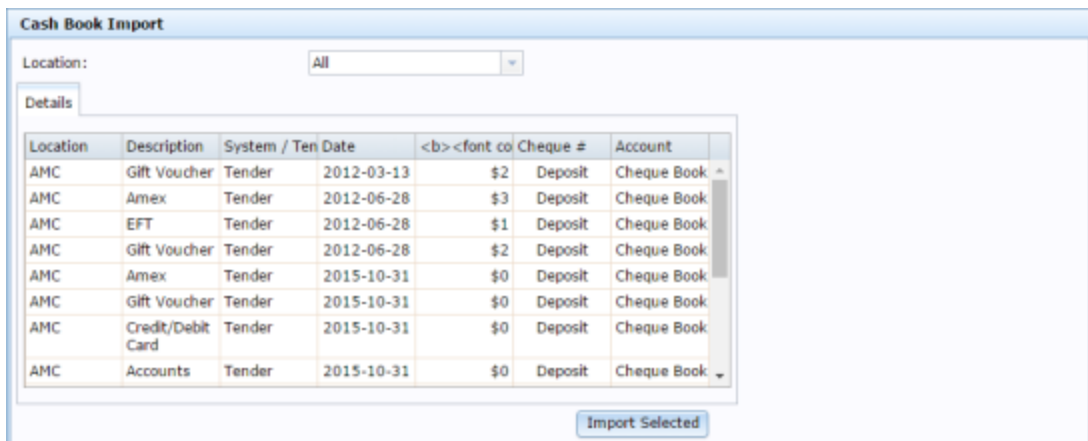 Cash Book Import
Location: All
Details
Location Description System / Ten Date <b><font co Cheque # Account
AMC Gift Voucher Tender 2012-03-13 $2 Deposit Cheque Book
AMC Amex Tender 2012-06-28 $3 Deposit Cheque Book
AMC EFT Tender 2012-06-28 $1 Deposit Cheque Book
AMC Gift Voucher Tender 2012-06-28 $2 Deposit Cheque Book
AMC Amex Tender 2015-10-31 $0 Deposit Cheque Book
AMC Gift Voucher Tender 2015-10-31 $0 Deposit Cheque Book
AMC Credit/Debit Tender 2015-10-31 $0 Deposit Cheque Book
Card
AMC Accounts Tender 2015-10-31 $0 Deposit Cheque Book
Import Selected